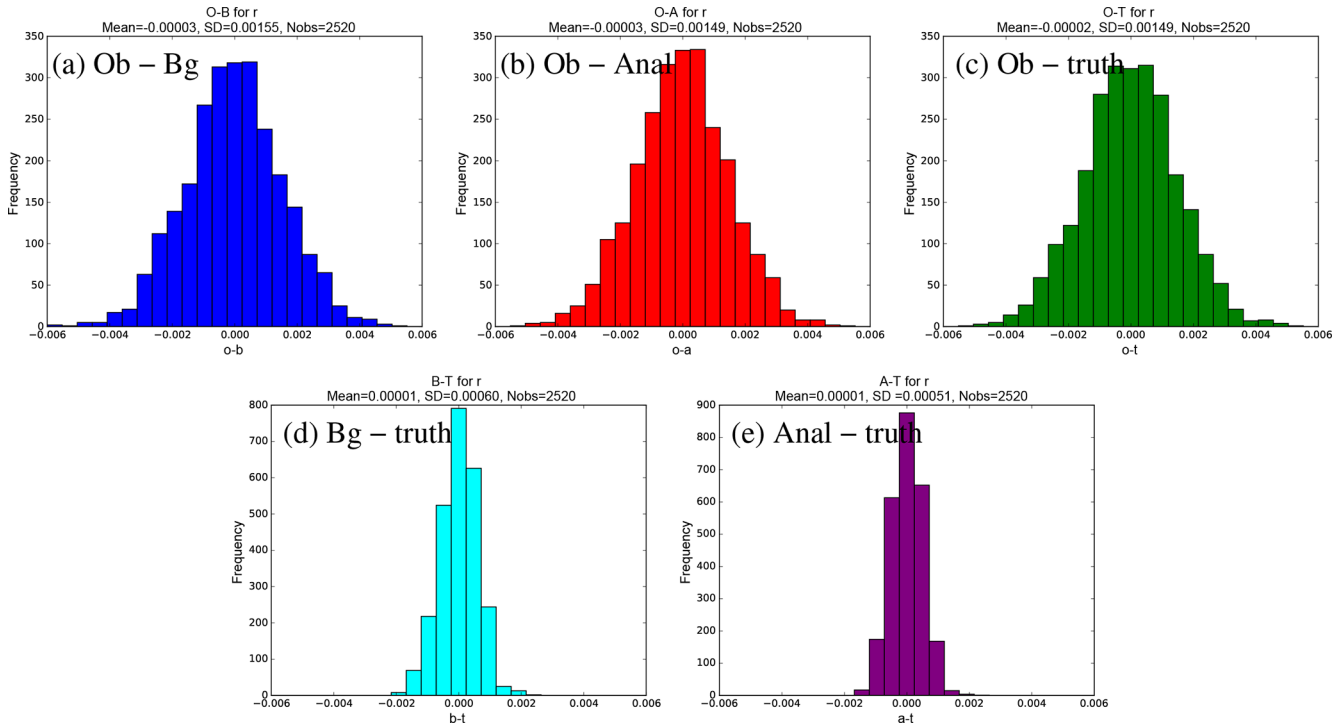 O-B for r
Mean=-0.00003, SD=0.00155, Nobs=2520
(a) Ob − Bg
350
300
250
200
150
100
50
0
Frequency
−0.006 −0.004 −0.002 0.000 0.002 0.004 0.006
o-b
O-A for r
Mean=-0.00003, SD=0.00149, Nobs=2520
(b) Ob − Anal
350
300
250
200
150
100
50
0
Frequency
−0.006 −0.004 −0.002 0.000 0.002 0.004 0.006
o-a
O-T for r
Mean=-0.00002, SD=0.00149, Nobs=2520
(c) Ob − truth
350
300
250
200
150
100
50
0
Frequency
−0.006 −0.004 −0.002 0.000 0.002 0.004 0.006
o-t
B-T for r
Mean=0.00001, SD=0.00060, Nobs=2520
(d) Bg − truth
800
700
600
500
400
300
200
100
0
Frequency
−0.006 −0.004 −0.002 0.000 0.002 0.004 0.006
b-t
A-T for r
Mean=0.00001, SD =0.00051, Nobs=2520
(e) Anal − truth
900
800
700
600
500
400
300
200
100
0
Frequency
−0.006 −0.004 −0.002 0.000 0.002 0.004 0.006
a-t